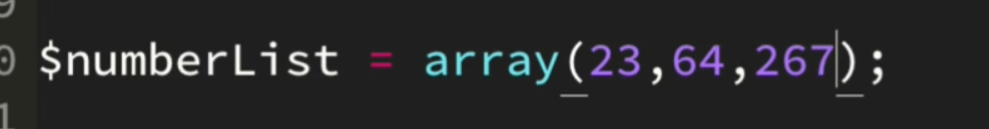 $numberList = array(23,64,267);